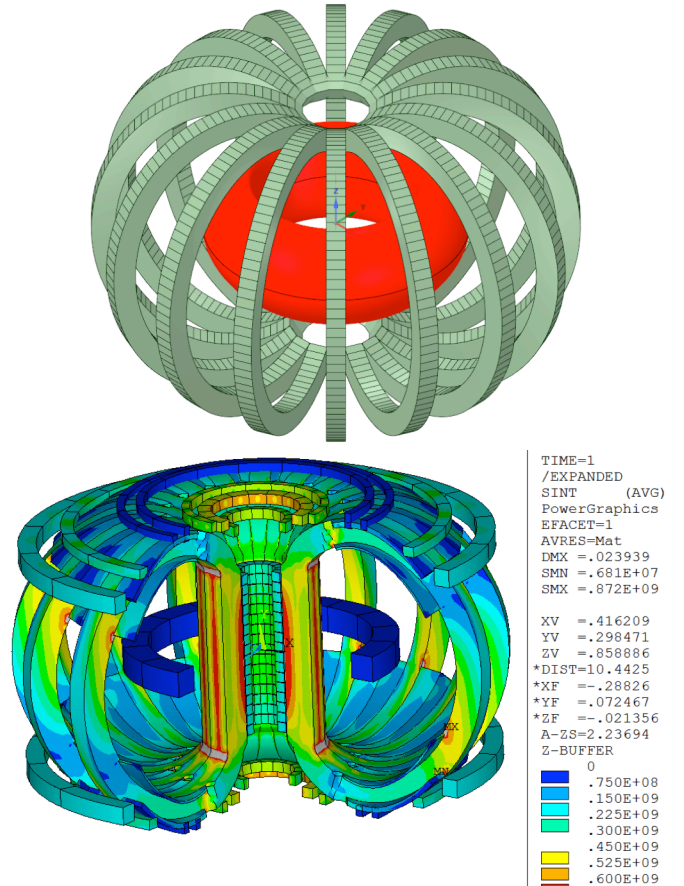 Z
Y
TIME=1
/EXPANDED
SINT (AVG)
PowerGraphics
EFACET=1
AVRES=Mat
DMX =.023939
SMN =.681E+07
SMX =.872E+09
XV =.416209
YV =.298471
ZV =.858886
*DIST=10.4425
*XF =-.28826
*YF =.072467
*ZF =-.021356
A-ZS=2.23694
Z-BUFFER
0
.750E+08
.150E+09
.225E+09
.300E+09
.450E+09
.525E+09
.600E+09
X
MX
MN